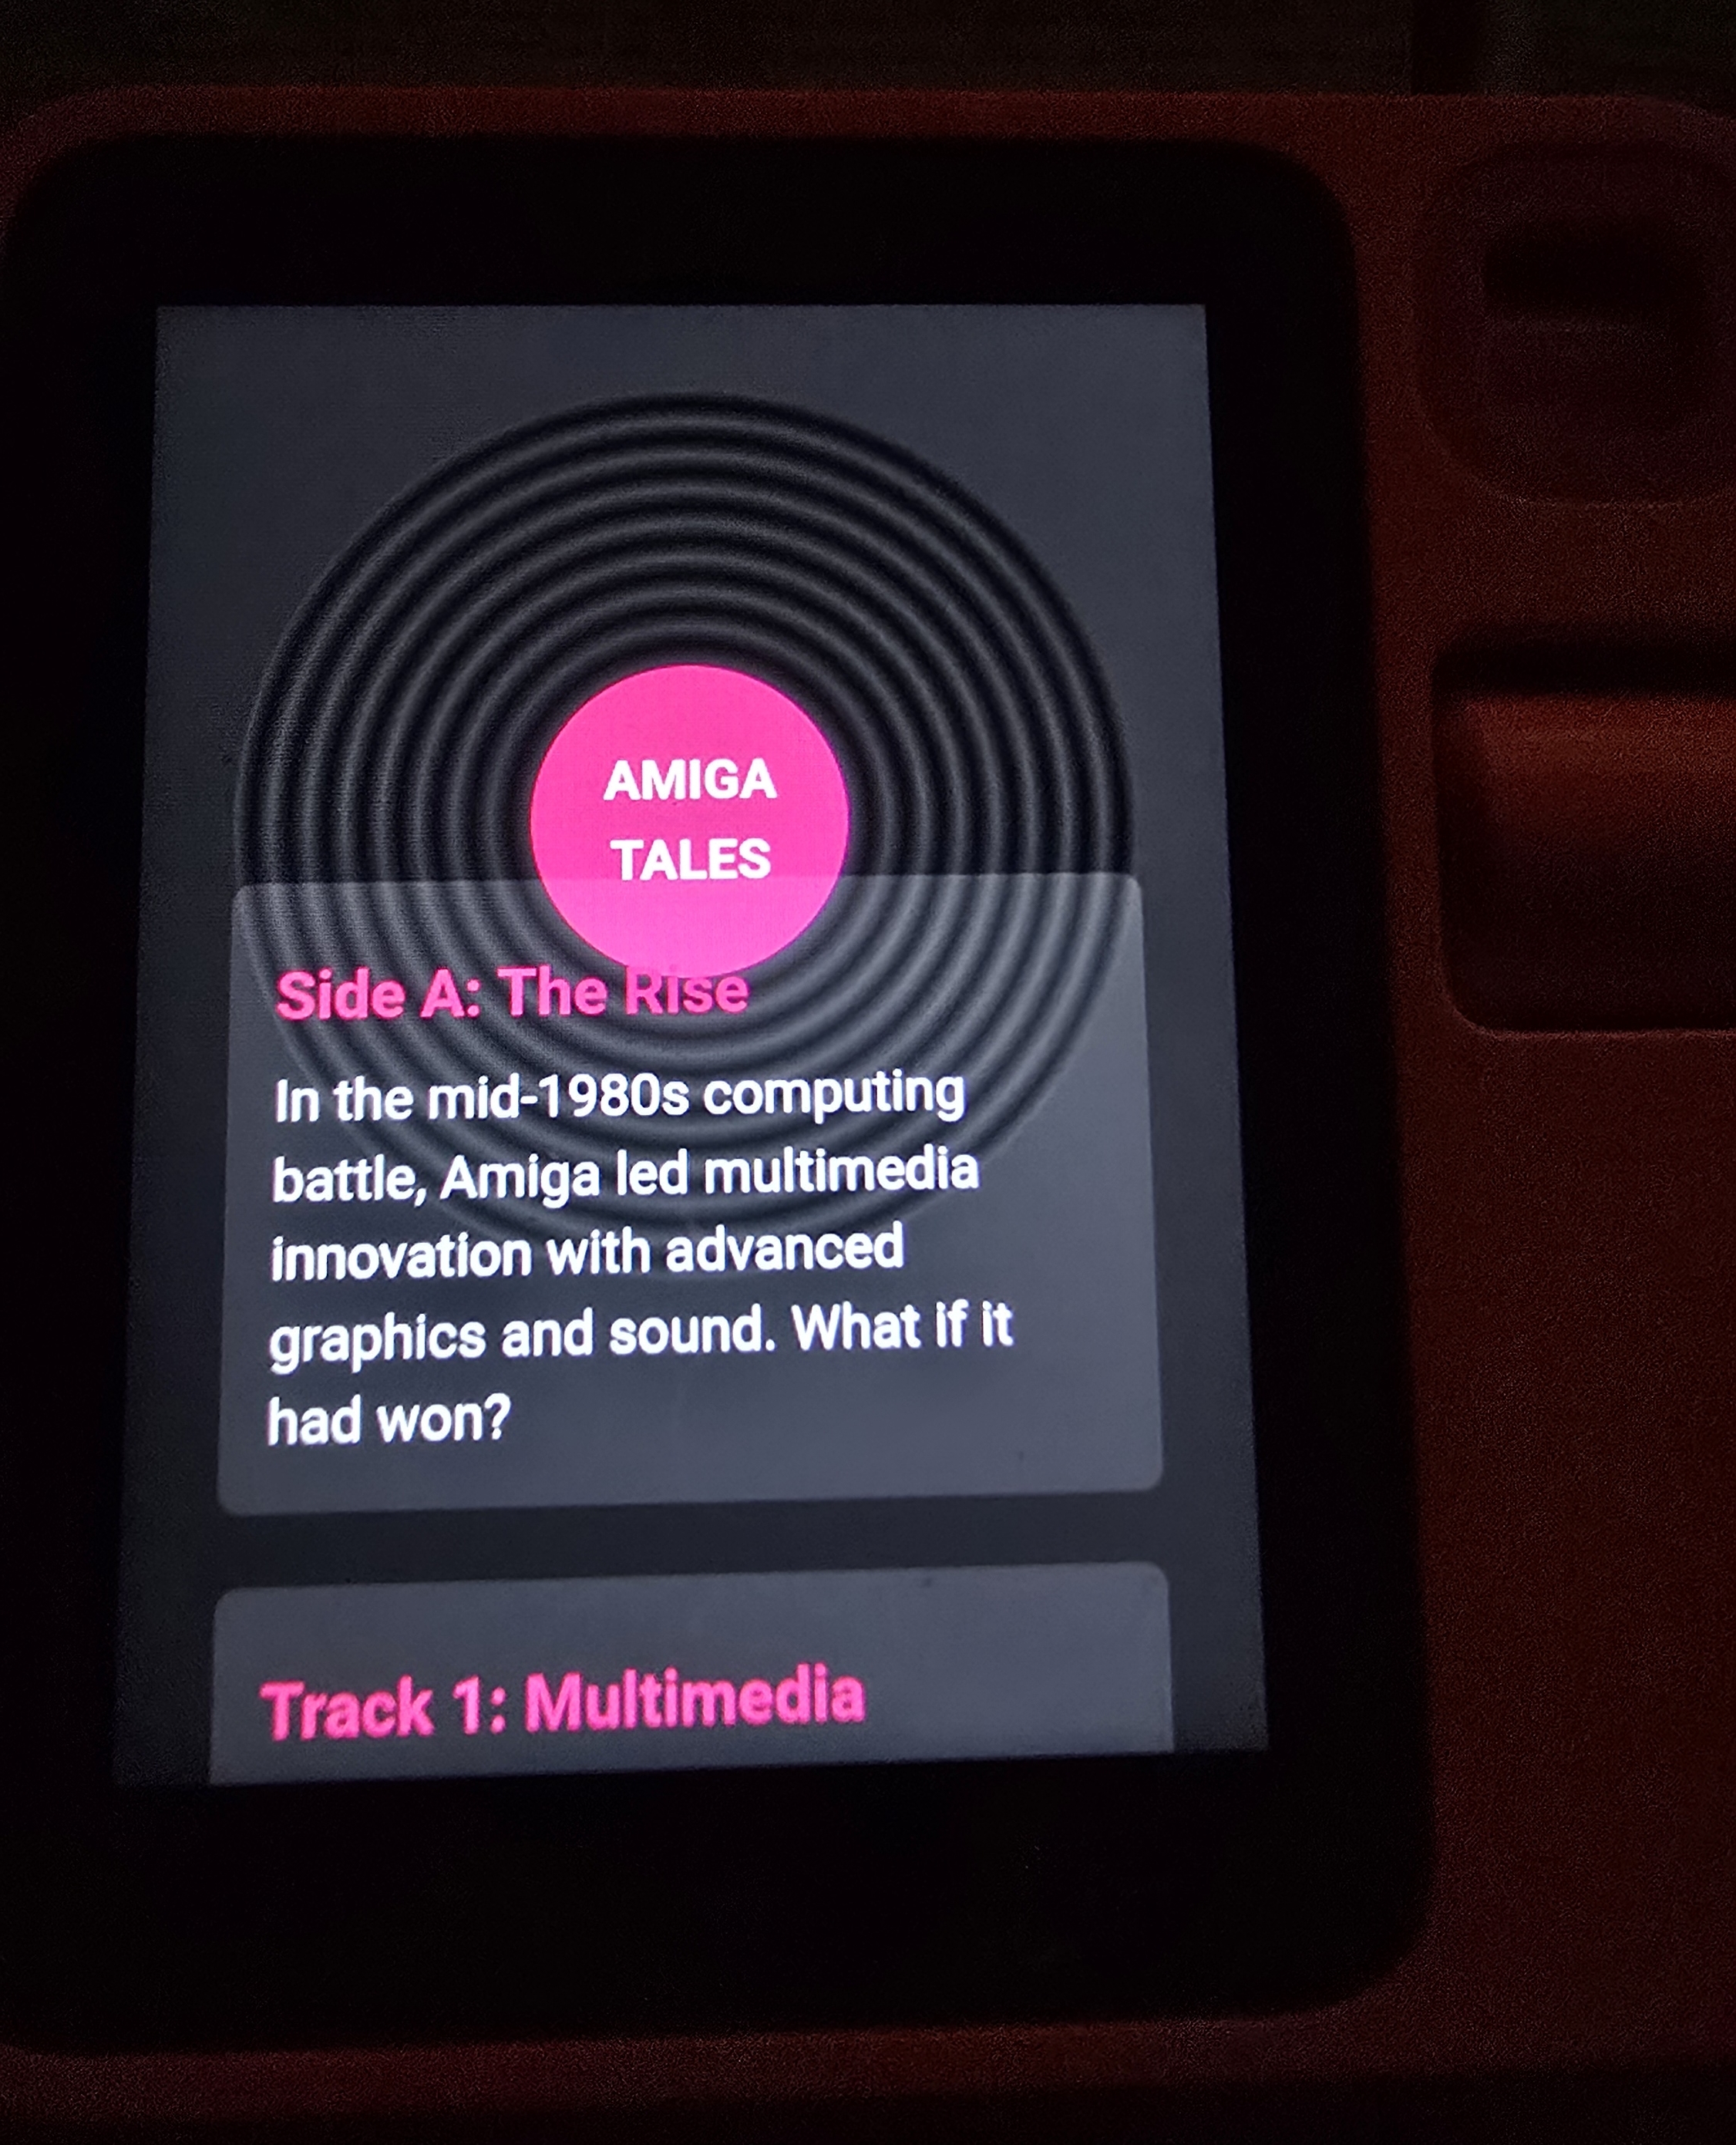 AMIGA
TALES
Side A: The Rise
In the mid-1980s computing
battle, Amiga led multimedia
innovation with advanced
graphics and sound. What if it
had won?
Track 1: Multimedia